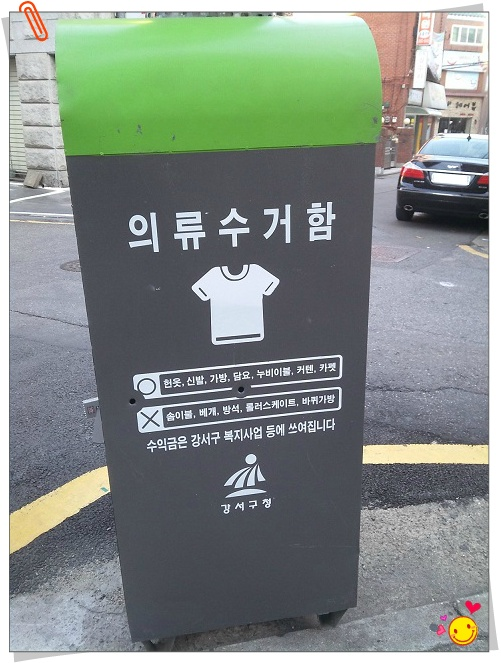 의류수거함
헌옷, 신발, 가방, 담요, 누비이불, 커텐, 카펫
솜이불, 베개, 방석, 롤러스케이트, 바퀴가방
수익금은 강서구 복지사업 등에 쓰여집니다
강서구청